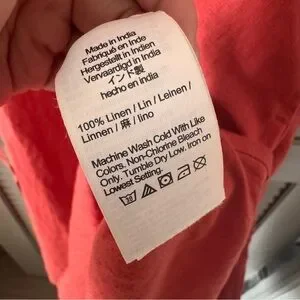 Made in India
Fabriqué en Inde
Hergestellt in Indien
Vervaardigd in India
インド製
hecho en india
100% Linen / Lin / Leinen /
Linnen / 麻 / lino
Machine Wash Cold With Like
Colors. Non-Chlorine Bleach
Only. Tumble Dry Low. Iron on
Lowest Setting.